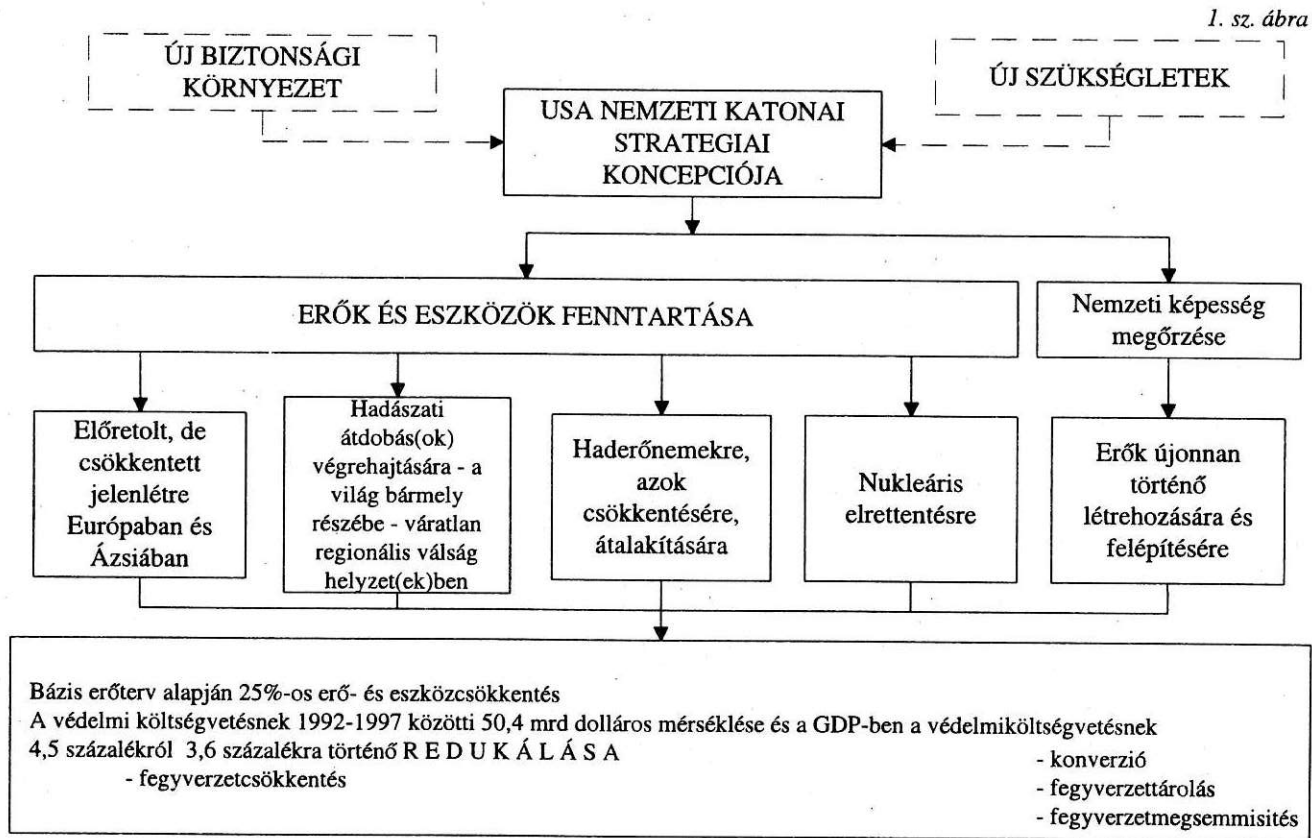 1. sz. ábra
ÚJ BIZTONSÁGI
KÖRNYEZET
ÚJ SZÜKSÉGLETEK
USA NEMZETI KATONAI
STRATEGIAI
KONCEPCIÓJA
ERŐK ÉS ESZKÖZÖK FENNTARTÁSA
Nemzeti képesség
megőrzése
Előretolt, de
csökkentett
jelenlétre
Európaban és
Ázsiában
Hadászati
átdobás(ok)
végrehajtására - a
világ bármely
részébe - váratlan
regionális válság
helyzet(ek)ben
Haderőnemekre,
azok
csökkentésére,
átalakítására
Nukleáris
elrettentésre
Erők újonnan
történő
létrehozására és
felépítésére
Bázis erőterv alapján 25%-os erő- és eszközcsökkentés
A védelmi költségvetésnek 1992-1997 közötti 50,4 mrd dolláros mérséklése és a GDP-ben a védelmiköltségvetésnek
4,5 százalékról 3,6 százalékra történő R E D U K Á L Á S A
- fegyverzetcsökkentés
- konverzió
- fegyverzettárolás
- fegyverzetmegsemmisités